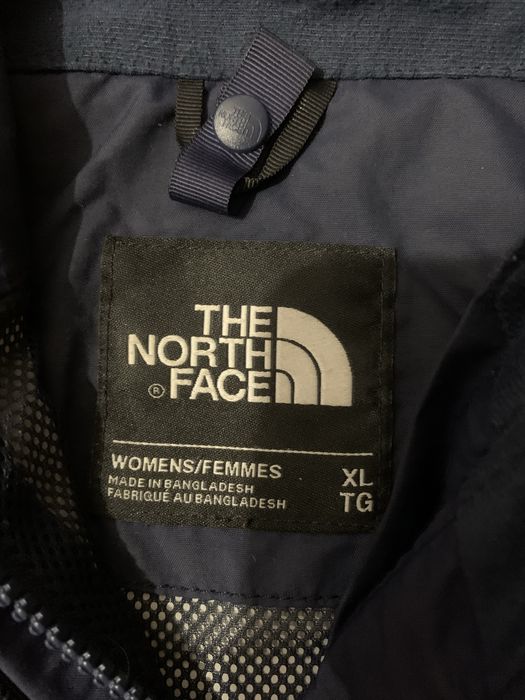 THE
NORTH
® FACE
WOMENS/FEMMES
XL
MADE IN BANGLADESH
TG
FABRIQUÉ AU BANGLADESH